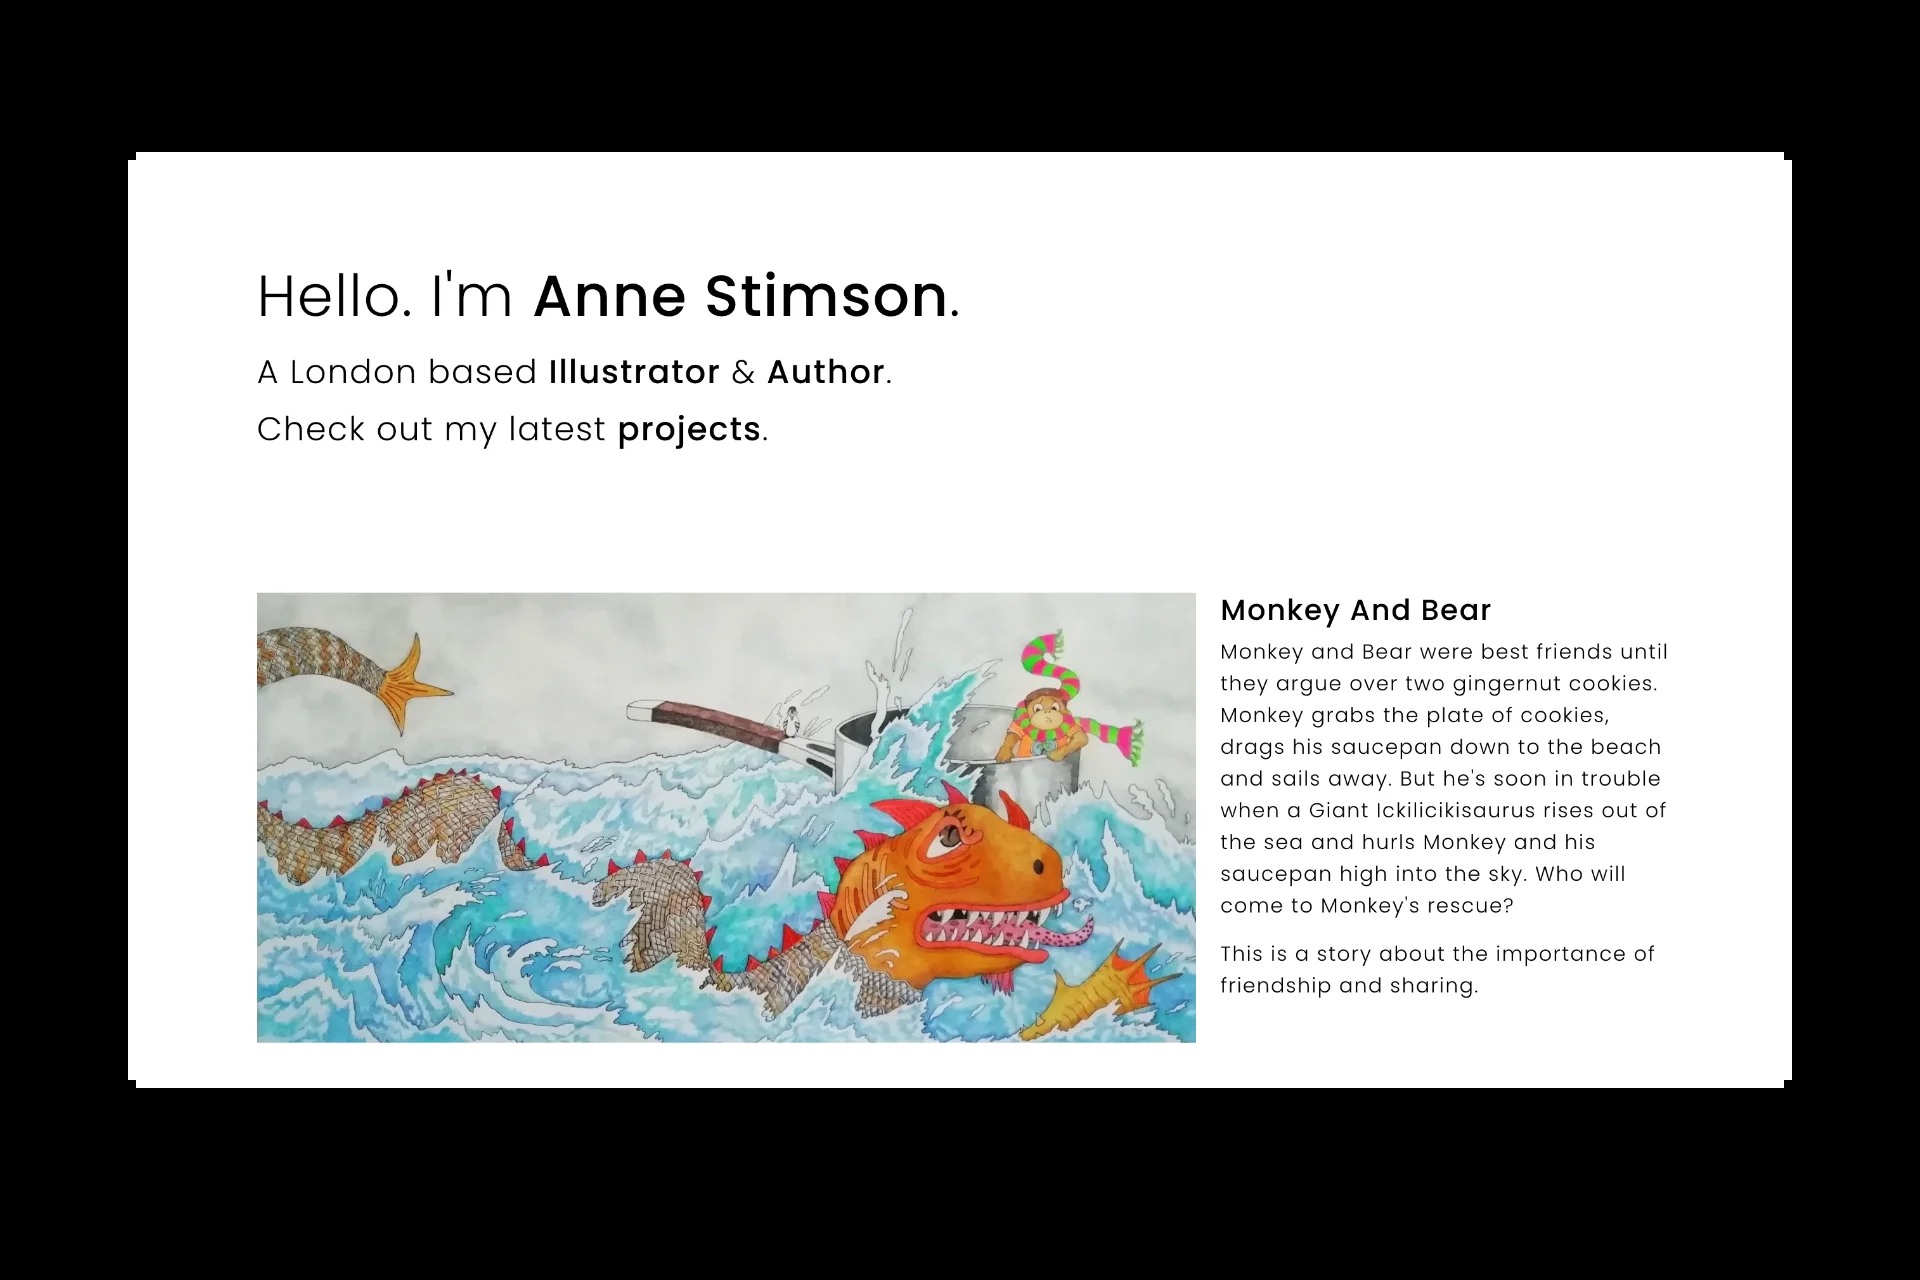 Hello. I'm Anne Stimson.
A London based Illustrator & Author.
Check out my latest projects.
Monkey And Bear
Monkey and Bear were best friends until
they argue over two gingernut cookies.
Monkey grabs the plate of cookies,
drags his saucepan down to the beach
and sails away. But he's soon in trouble
when a Giant Ickilicikisaurus rises out of
the sea and hurls Monkey and his
saucepan high into the sky. Who will
come to Monkey's rescue?
This is a story about the importance of
friendship and sharing.